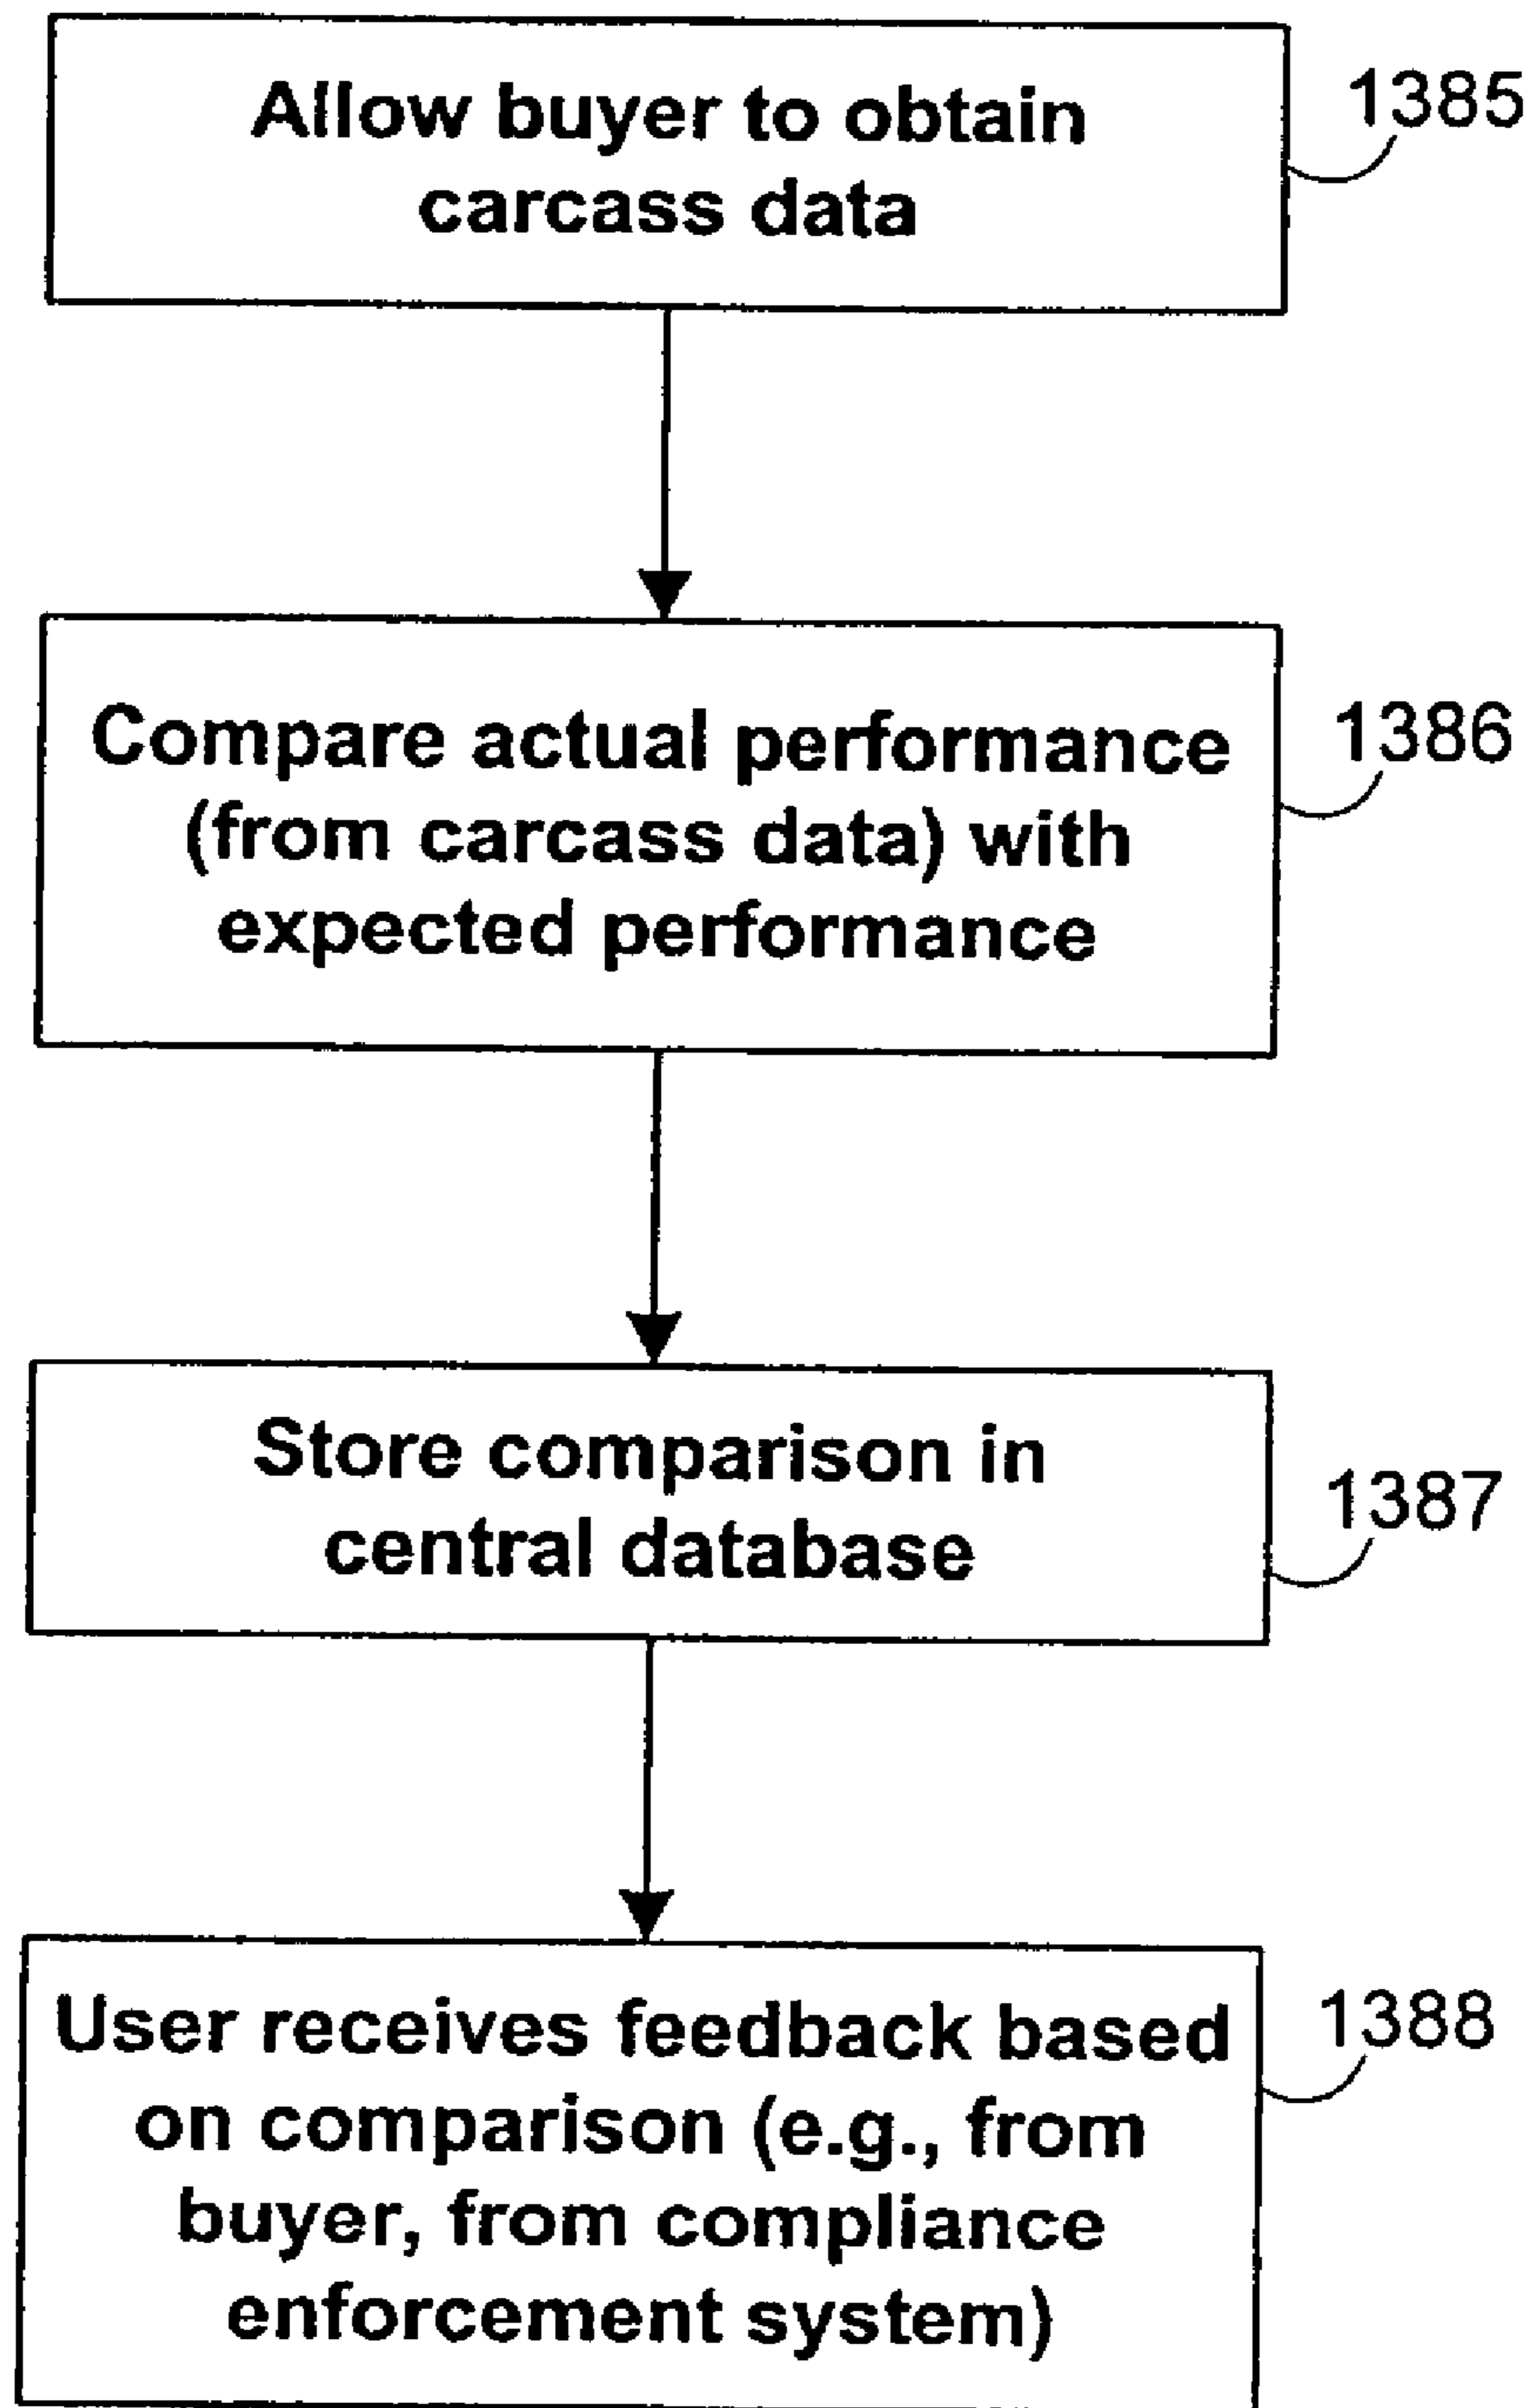 Allow buyer to obtain
carcass data
1385
Compare actual performance
(from carcass data) with
expected performance
1386
Store comparison in
central database
1387
User receives feedback based
on comparison (e.g., from
buyer, from compliance
enforcement system)
1388